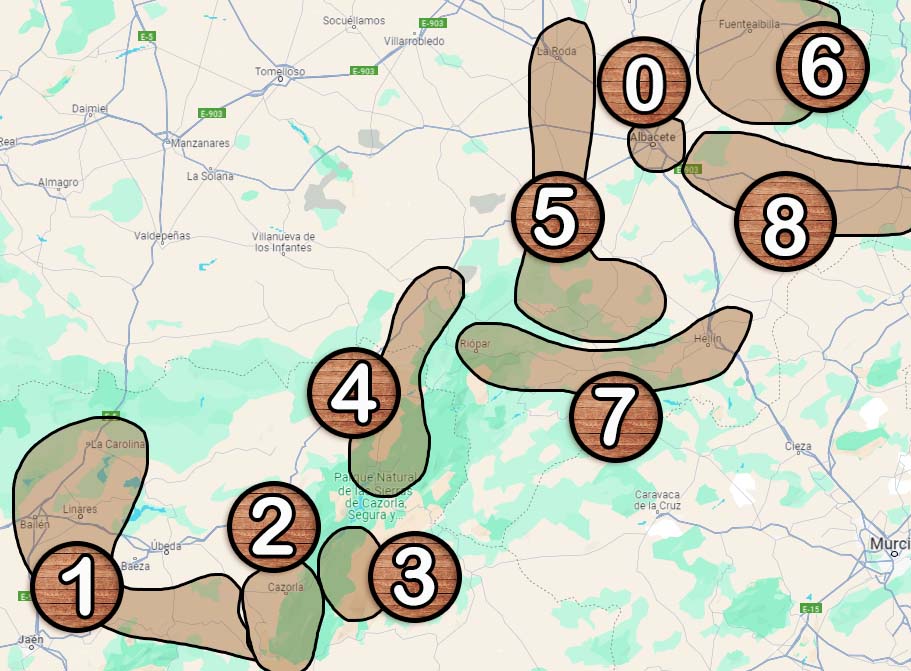 Socuéllamos
E-903
E-5
Villarrobledo
Fuentealbilla
La Roda
6
0
Tomelloso
E-903
Daimiel
E-903
Real
Manzanares
Albacete
La Solana
Almagro
8
5
Valdepeñas
Villanueva de
los Infantes
Riópar
Hellín
4
7
La Carolina
Cieza
Parque Natural
de las Sierras
de Cazorla,
Segura y...
Linares
Bailén
Caravaca
de la Cruz
2
Úbeda
Baeza
Murci
3
1
Cazorla
E-15
Jaén